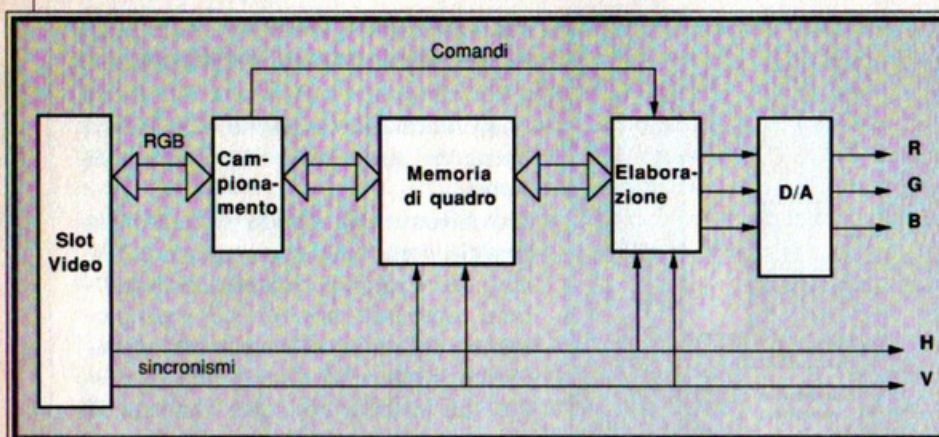 Comandi
RGB
Slot
Video
Cam-
piona-
mento
Memoria
di quadro
Elabora-
zione
D/A
R
G
B
sincronismi
H
V